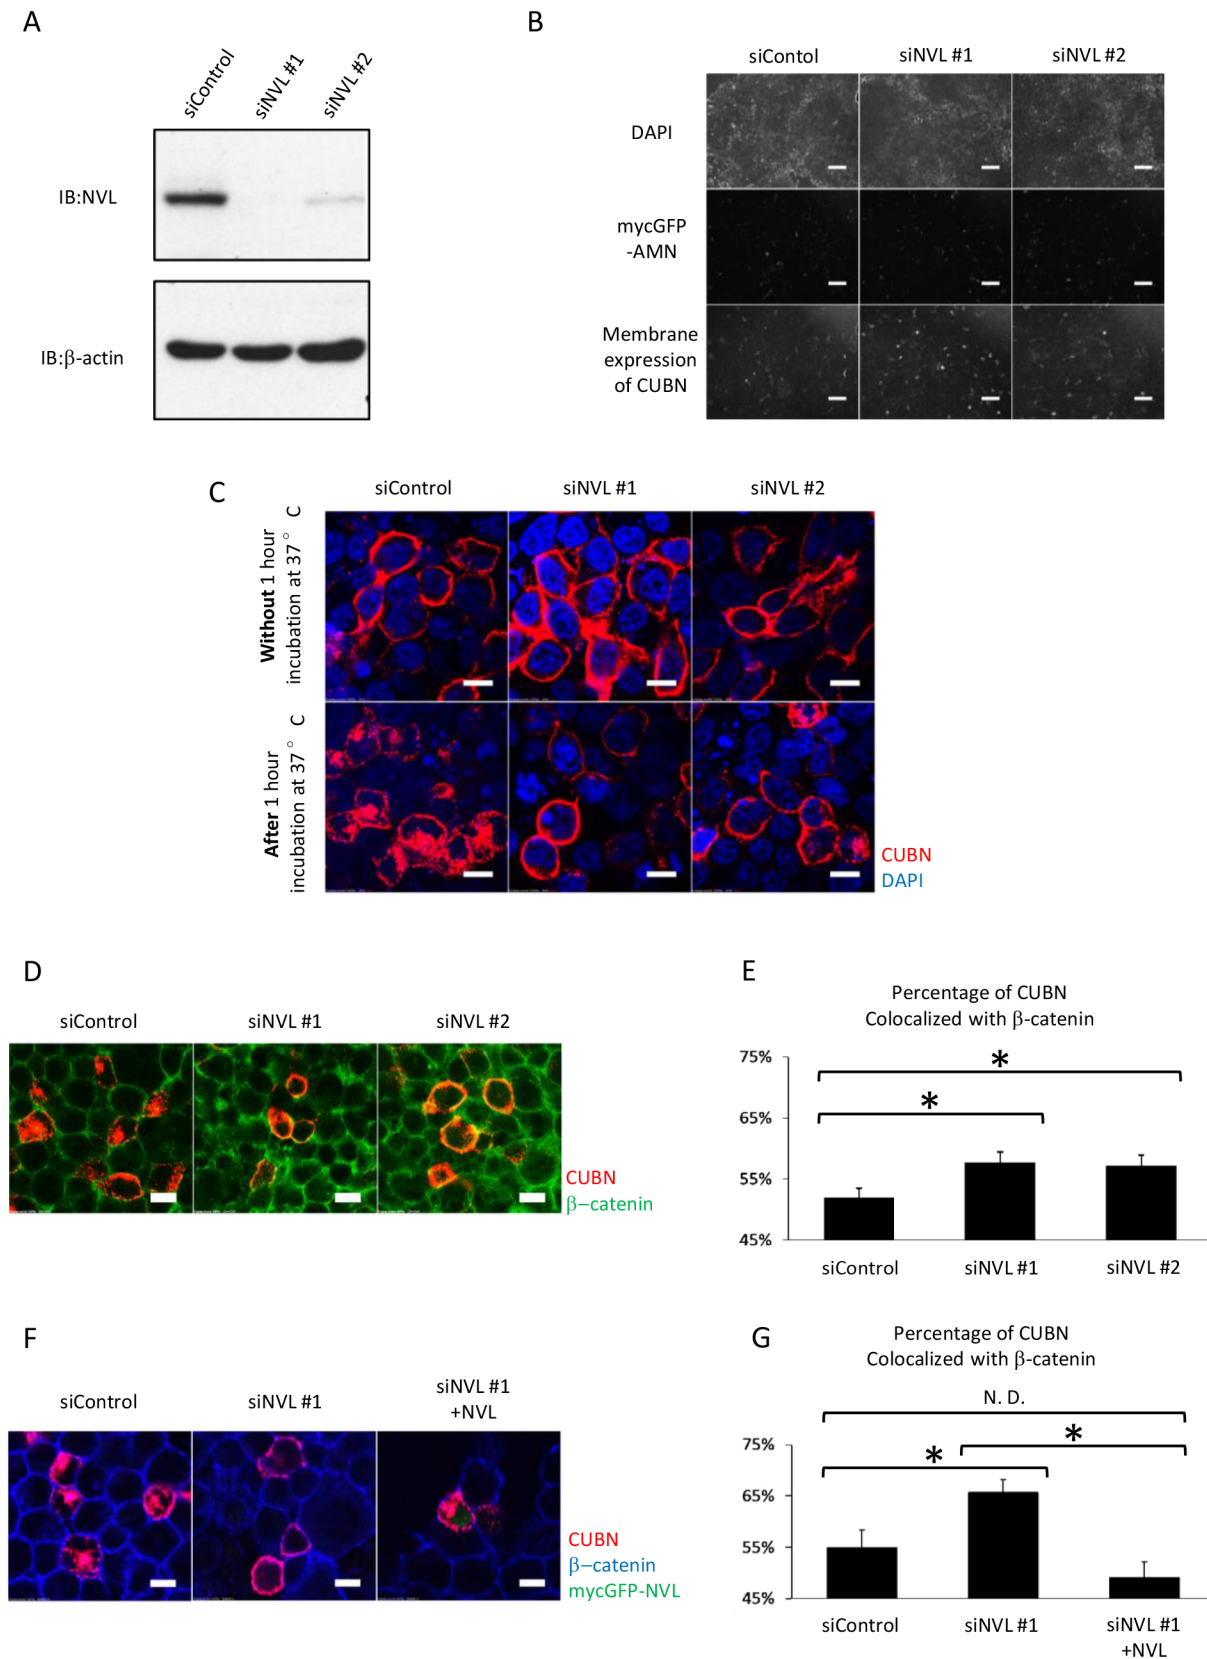 A
siControl
siNVL #1
siNVL #2
IB:NVL
IB:β-actin
B
siContol
siNVL #1
siNVL #2
DAPI
mycGFP
-AMN
Membrane
expression
of CUBN
C
siControl
siNVL #1
siNVL #2
Without 1 hour
incubation at 37 ° C
After 1 hour
incubation at 37 ° C
CUBN
DAPI
D
siControl
siNVL #1
siNVL #2
CUBN
β–catenin
E
Percentage of CUBN
Colocalized with β-catenin
75%
65%
55%
45%
*
*
siControl
siNVL #1
siNVL #2
F
siControl
siNVL #1
siNVL #1
+NVL
CUBN
β–catenin
mycGFP-NVL
G
Percentage of CUBN
Colocalized with β-catenin
N. D.
75%
65%
55%
45%
*
*
siControl
siNVL #1
siNVL #1
+NVL